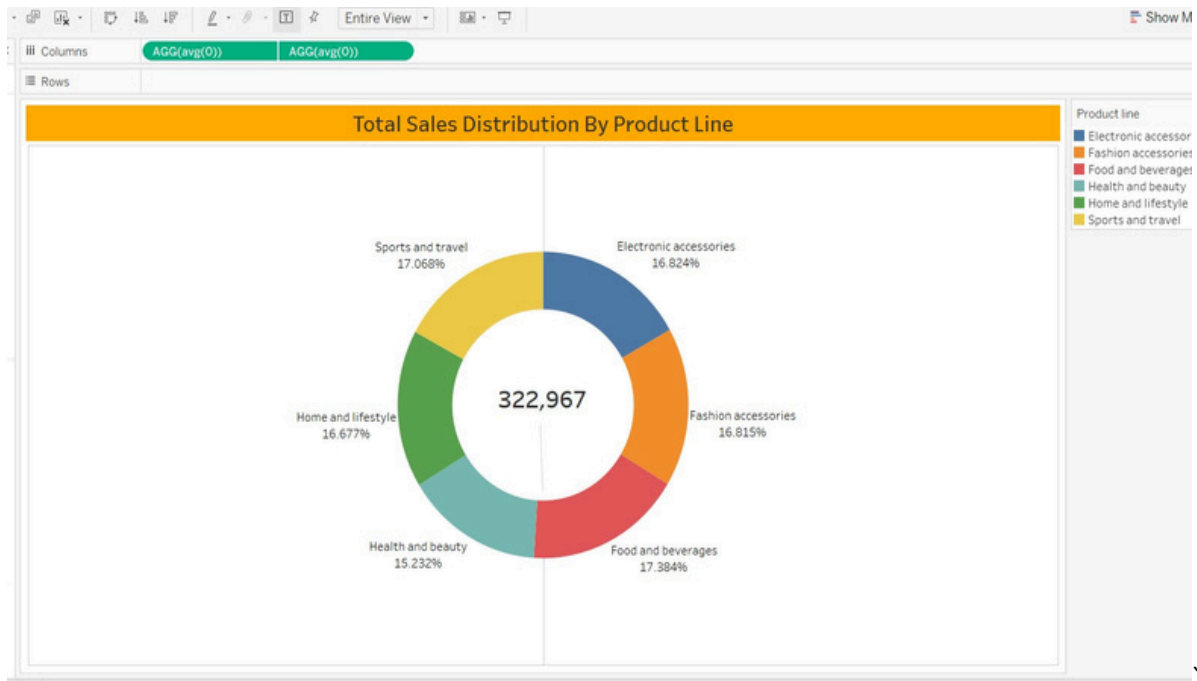 Entire View
Show M
Columns
AGG(avg(0)) AGG(avg(0))
Rows
Total Sales Distribution By Product Line
Product line
Electronic accessor
Fashion accessories
Food and beverages
Health and beauty
Home and lifestyle
Sports and travel
Sports and travel
17.068%
Electronic accessories
16.824%
322,967
Home and lifestyle
16.677%
Fashion accessories
16.815%
Health and beauty
15.232%
Food and beverages
17.384%